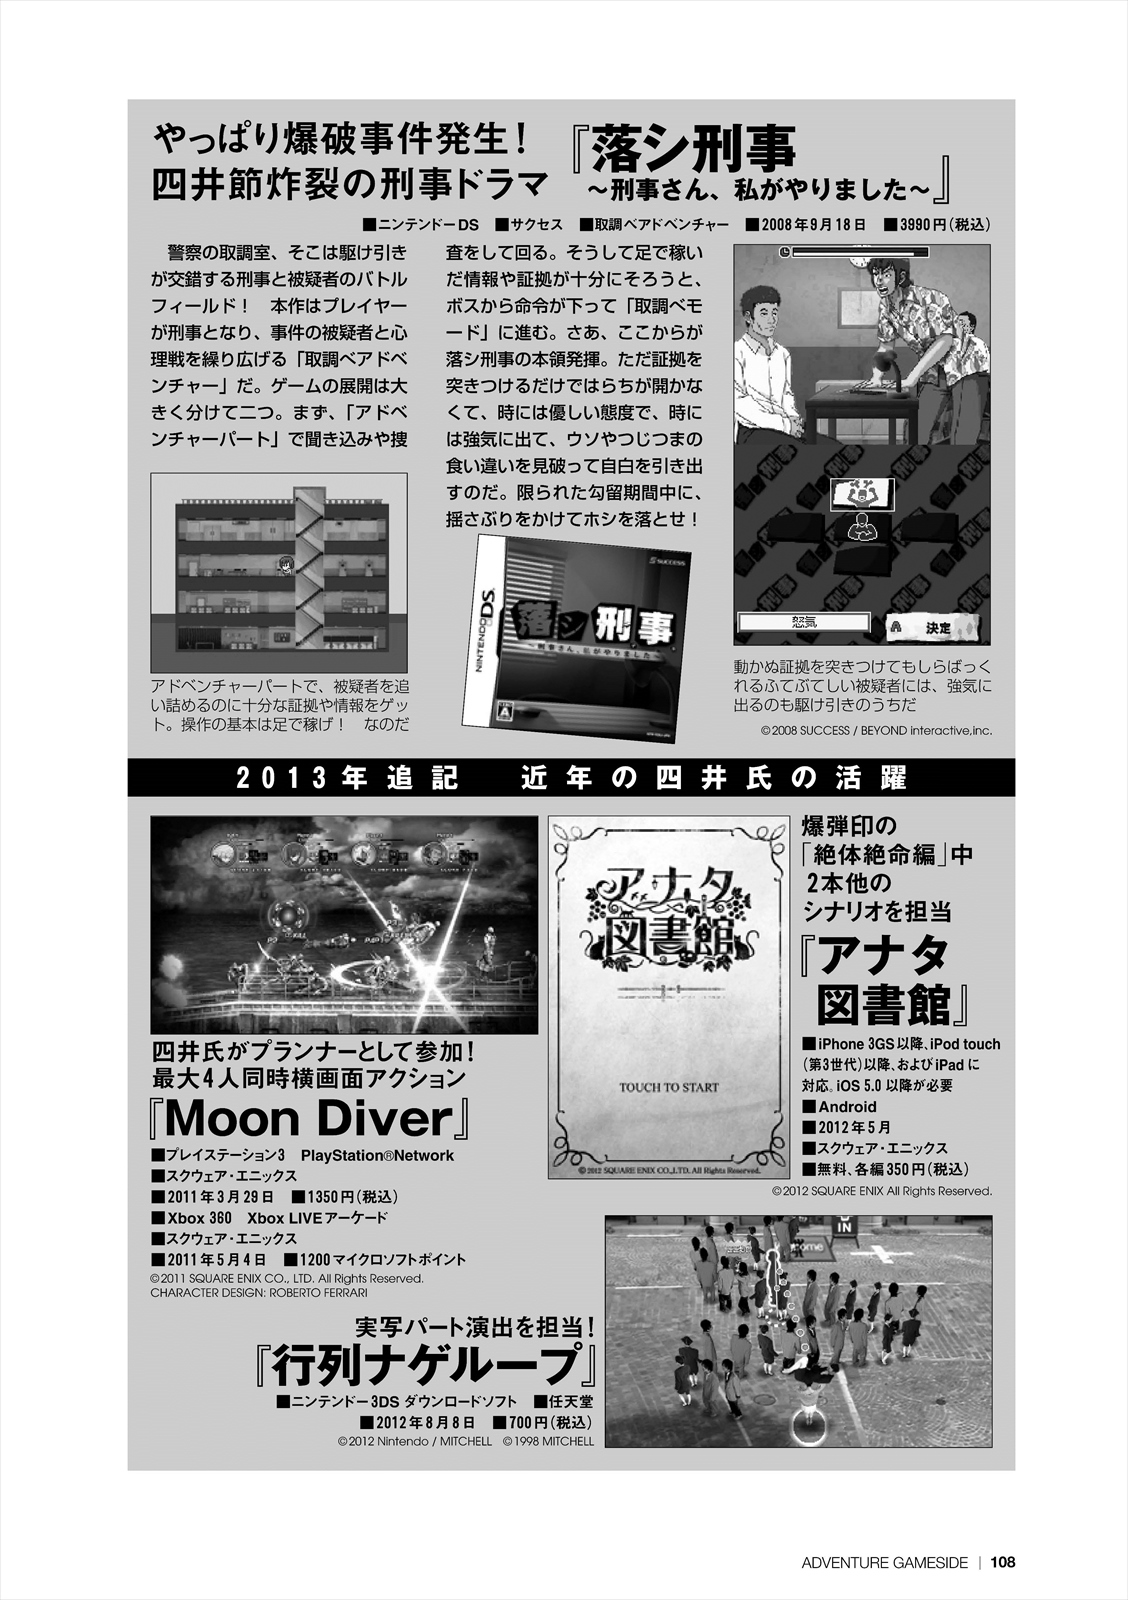 やっぱり爆破事件発生！
四井節炸裂の刑事ドラマ
『落シ刑事
～刑事さん、私がやりました～』
■ニンテンドーDS ■サクセス ■取調べアドベンチャー ■2008年9月18日 ■3990円（税込）
　警察の取調室、そこは駆け引き
が交錯する刑事と被疑者のバトル
フィールド！　本作はプレイヤー
が刑事となり、事件の被疑者と心
理戦を繰り広げる「取調べアドベ
ンチャー」だ。ゲームの展開は大
きく分けて二つ。まず、「アドベ
ンチャーパート」で聞き込みや捜
査をして回る。そうして足で稼い
だ情報や証拠が十分にそろうと、
ボスから命令が下って「取調べモ
ード」に進む。さあ、ここからが
落シ刑事の本領発揮。ただ証拠を
突きつけるだけではらちが開かな
くて、時には優しい態度で、時に
は強気に出て、ウソやつじつまの
食い違いを見破って自白を引き出
すのだ。限られた勾留期間中に、
揺さぶりをかけてホシを落とせ！
アドベンチャーパートで、被疑者を追
い詰めるのに十分な証拠や情報をゲッ
ト。操作の基本は足で稼げ！　なのだ
NINTENDO DS
SUCCESS
落シ刑事
～刑事さん、私がやりました～
A
怒気
A 決定
動かぬ証拠を突きつけてもしらばっく
れるふてぶてしい被疑者には、強気に
出るのも駆け引きのうちだ
©2008 SUCCESS / BEYOND interactive,inc.
2013年追記　近年の四井氏の活躍
四井氏がプランナーとして参加！
最大4人同時横画面アクション
『Moon Diver』
■プレイステーション3　PlayStation®Network
■スクウェア・エニックス
■2011年3月29日 ■1350円（税込）
■Xbox 360　Xbox LIVEアーケード
■スクウェア・エニックス
■2011年5月4日 ■1200マイクロソフトポイント
©2011 SQUARE ENIX CO., LTD. All Rights Reserved.
CHARACTER DESIGN: ROBERTO FERRARI
アナタ
図書館
TOUCH TO START
©2012 SQUARE ENIX CO.,LTD. All Rights Reserved.
爆弾印の
「絶体絶命編」中
2本他の
シナリオを担当
『アナタ
図書館』
■iPhone 3GS以降、iPod touch
（第3世代）以降、およびiPadに
対応。iOS 5.0 以降が必要
■Android
■2012年5月
■スクウェア・エニックス
■無料、各編350円（税込）
©2012 SQUARE ENIX All Rights Reserved.
実写パート演出を担当！
『行列ナゲループ』
■ニンテンドー3DS ダウンロードソフト ■任天堂
■2012年8月8日 ■700円（税込）
©2012 Nintendo / MITCHELL ©1998 MITCHELL
IN
ADVENTURE GAMESIDE | 108